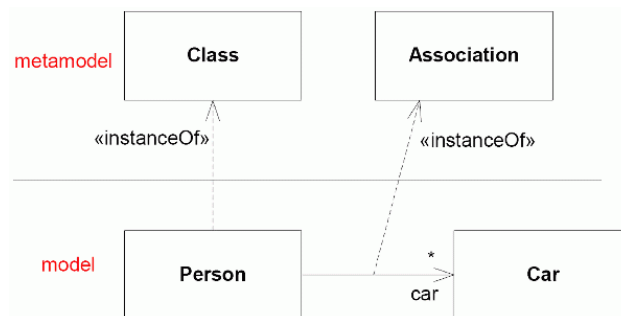 Class
Association
metamodel
«instanceOf»
«instanceOf»
Person
*
Car
model
car